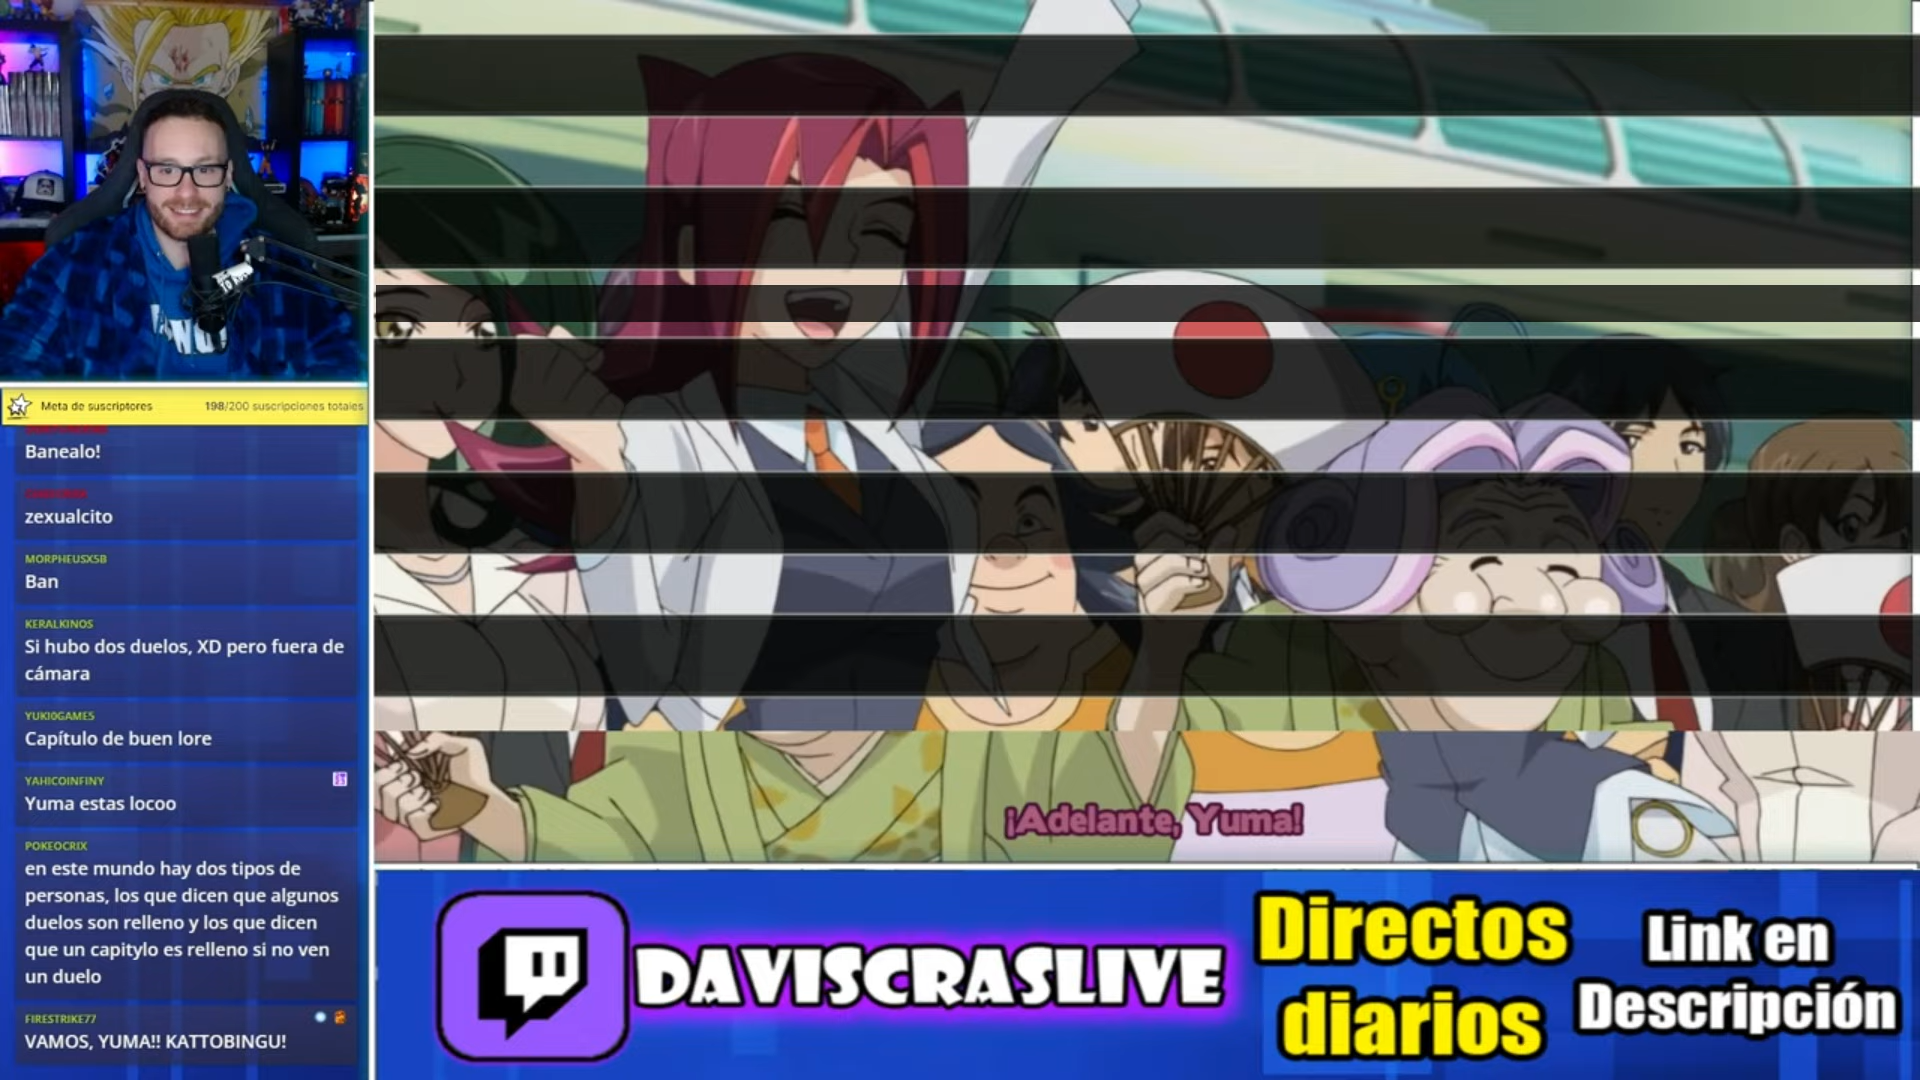 Meta de suscriptores
198/200 suscripciones totales
Banealo!
zexualcito
MORPHEUSX5B
Ban
KERALKINOS
Si hubo dos duelos, XD pero fuera de
cámara
YUKI0GAMES
Capítulo de buen lore
YAHICOINFINY
Yuma estas locoo
POKEOCRIX
en este mundo hay dos tipos de
personas, los que dicen que algunos
duelos son relleno y los que dicen
que un capitylo es relleno si no ven
un duelo
FIRESTRIKE77
VAMOS, YUMA!! KATTOBINGU!
¡Adelante, Yuma!
DAVISCRASLIVE
Directos
diarios
Link en
Descripción